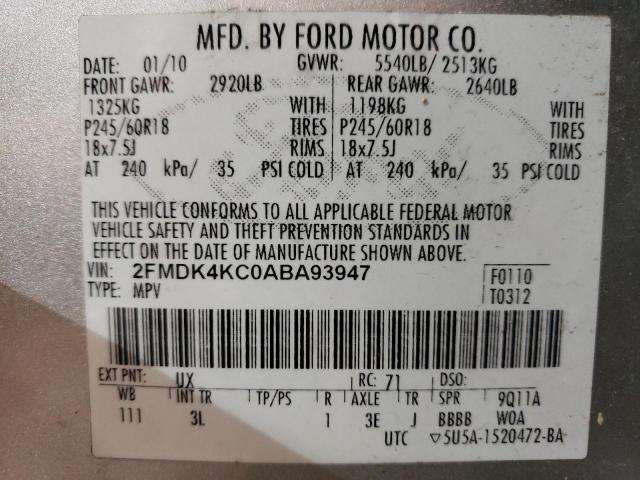 MFD. BY FORD MOTOR CO.
DATE: 01/10 GVWR: 5540LB/ 2513KG
FRONT GAWR: 2920LB REAR GAWR: 2640LB
1325KG WITH 1198KG WITH
P245/60R18 TIRES P245/60R18 TIRES
18x7.5J RIMS 18x7.5J RIMS
AT 240 kPa/ 35 PSI COLD AT 240 kPa/ 35 PSI COLD
THIS VEHICLE CONFORMS TO ALL APPLICABLE FEDERAL MOTOR
VEHICLE SAFETY AND THEFT PREVENTION STANDARDS IN
EFFECT ON THE DATE OF MANUFACTURE SHOWN ABOVE.
VIN: 2FMDK4KC0ABA93947 F0110
TYPE: MPV T0312
EXT PNT: UX RC: 71 DSO:
WB INT TR TP/PS R AXLE TR SPR 9Q11A
111 3L 1 3E J BBBB WOA
UTC ▽5U5A-1520472-BA